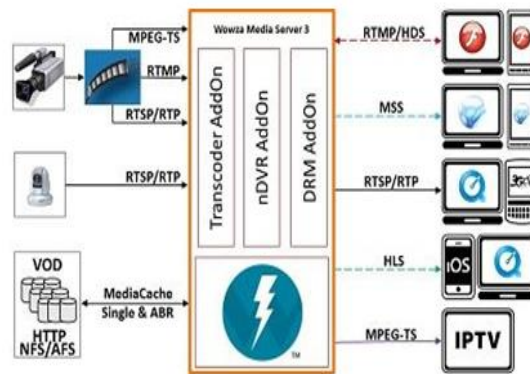 Wowza Media Server 3
MPEG-TS
RTMP
RTSP/RTP
RTSP/RTP
VOD
HTTP
NFS/AFS
MediaCache
Single & ABR
Transcoder AddOn
nDVR AddOn
DRM AddOn
TM
RTMP/HDS
MSS
RTSP/RTP
HLS
iOS
MPEG-TS
IPTV